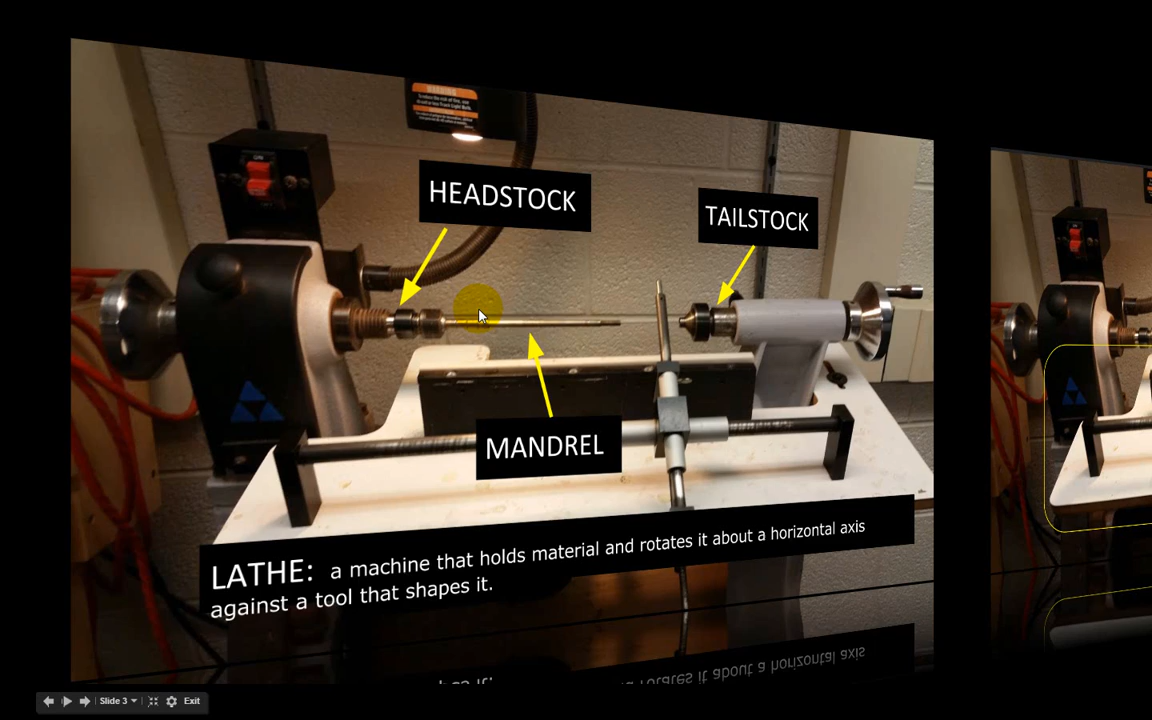 Warning
HEADSTOCK
TAILSTOCK
MANDREL
LATHE: a machine that holds material and rotates it about a horizontal axis
against a tool that shapes it.
Slide 3
Exit